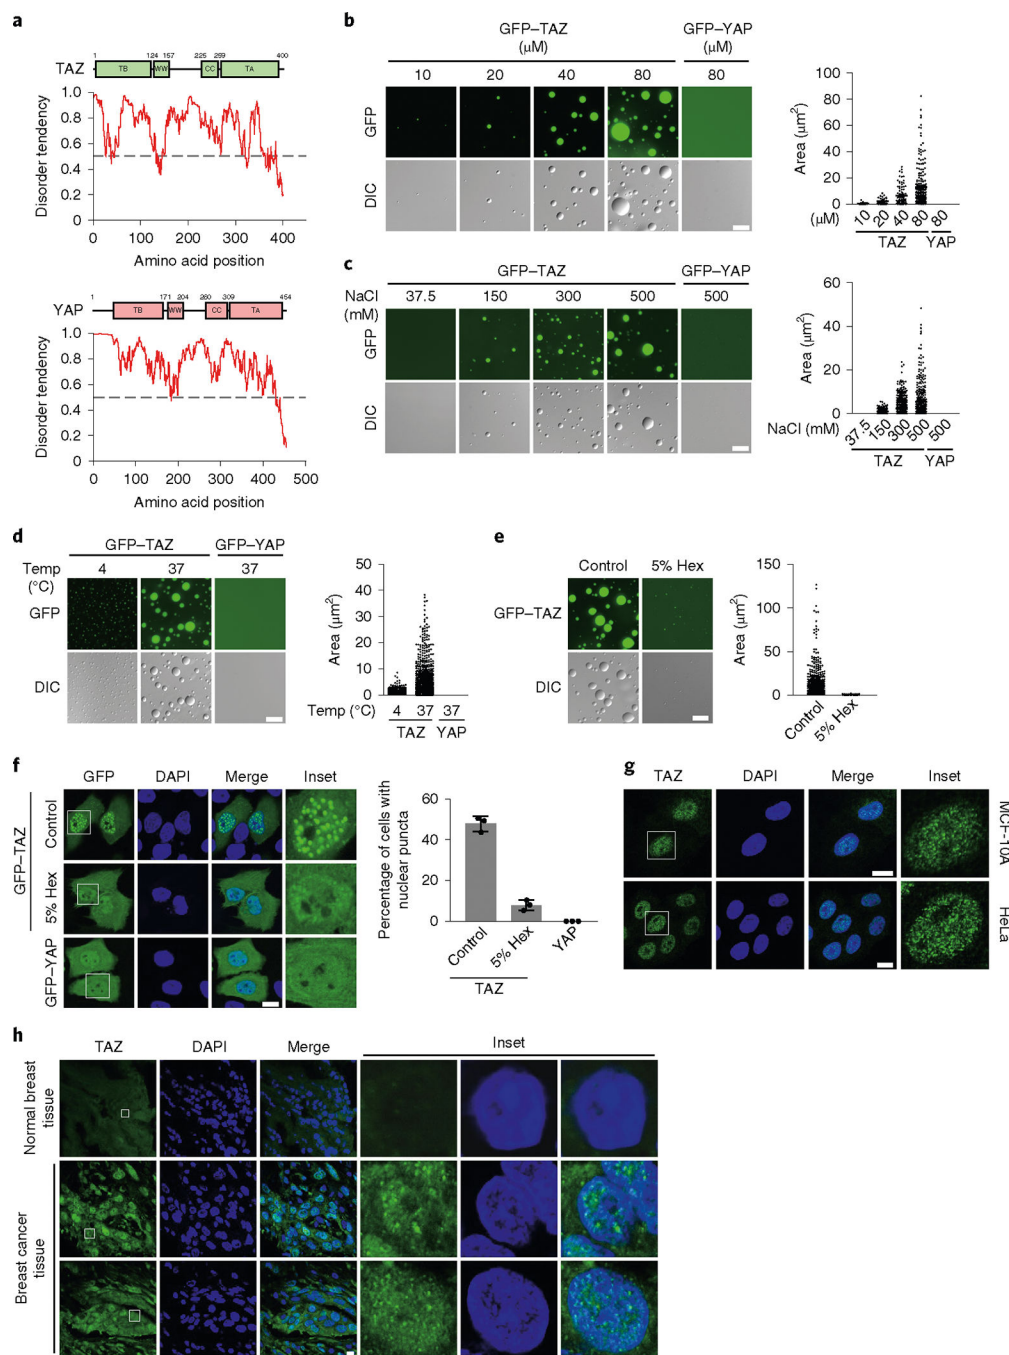 a
1 124 157 225 269 400
TAZ TB WW CC TA
1.0
0.8
0.6
0.4
0.2
0
Disorder tendency
0 100 200 300 400
Amino acid position
1 171 204 260 309 454
YAP TB WW CC TA
1.0
0.8
0.6
0.4
0.2
0
Disorder tendency
0 100 200 300 400 500
Amino acid position
b
GFP–TAZ GFP–YAP
(μM) (μM)
10 20 40 80 80
GFP
DIC
100
80
60
40
20
0
Area (μm2)
(μM) 10 20 40 80 80
TAZ YAP
c
GFP–TAZ GFP–YAP
NaCl 37.5 150 300 500 500
(mM)
GFP
DIC
60
40
20
0
Area (μm2)
NaCl (mM) 37.5 150 300 500 500
TAZ YAP
d
GFP–TAZ GFP–YAP
Temp 4 37 37
(°C)
GFP
DIC
50
40
30
20
10
0
Area (μm2)
Temp (°C) 4 37 37
TAZ YAP
e
Control 5% Hex
GFP–TAZ
DIC
150
100
50
0
Area (μm2)
Control 5% Hex
f
GFP DAPI Merge Inset
GFP–TAZ
Control
5% Hex
GFP–YAP
Percentage of cells with
nuclear puncta
60
40
20
0
Control 5% Hex YAP
TAZ
g
TAZ DAPI Merge Inset
MCF-10A
HeLa
h
TAZ DAPI Merge Inset
Normal breast
tissue
Breast cancer
tissue